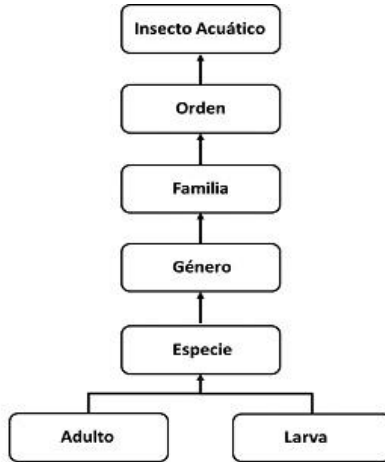 Insecto Acuático
Orden
Familia
Género
Especie
Adulto
Larva